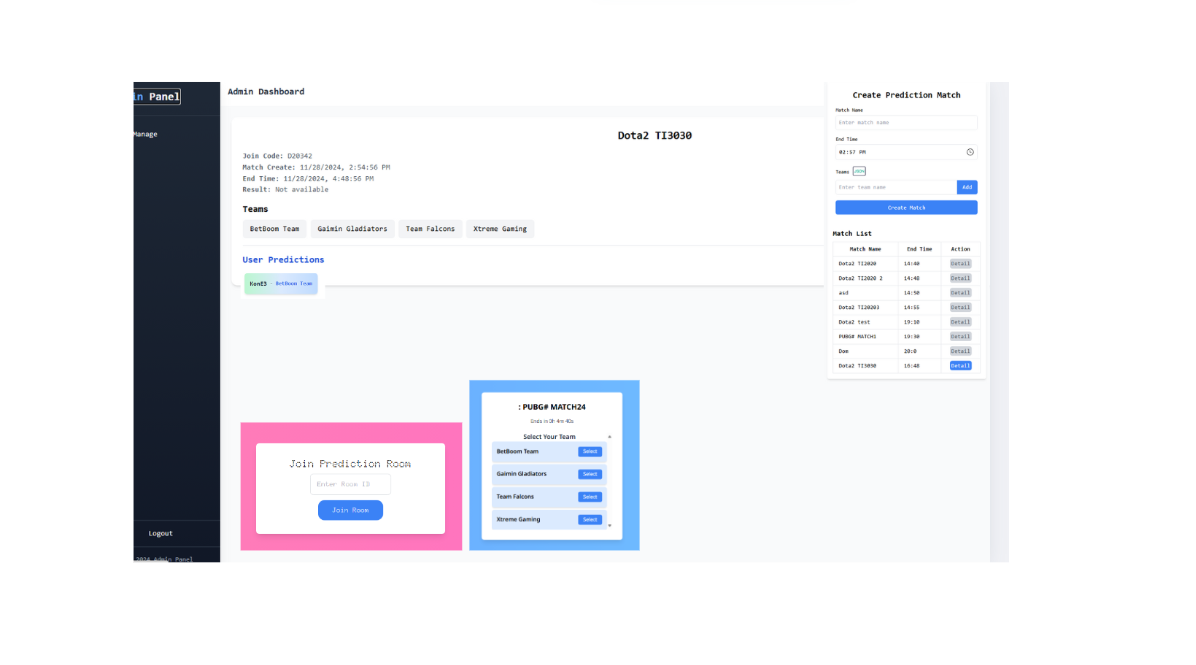 in Panel
Manage
Logout
2024 Admin Panel
Admin Dashboard
Dota2 TI3030
Join Code: D20342
Match Create: 11/28/2024, 2:54:56 PM
End Time: 11/28/2024, 4:48:56 PM
Result: Not available
Teams
BetBoom Team
Gaimin Gladiators
Team Falcons
Xtreme Gaming
User Predictions
- BetBoom Team
Join Prediction Room
Enter Room ID
Join Room
: PUBG# MATCH24
Ends in 0h 4m 40s
Select Your Team
BetBoom Team Select
Gaimin Gladiators Select
Team Falcons Select
Xtreme Gaming Select
Create Prediction Match
Match Name
Enter match name
End Time
02:57 PM
Teams
Enter team name Add
Create Match
Match List
Match Name End Time Action
Dota2 TI2020 14:40 Detail
Dota2 TI2020 2 14:48 Detail
asd 14:50 Detail
Dota2 TI20203 14:55 Detail
Dota2 test 19:10 Detail
PUBG# MATCH1 19:30 Detail
Dom 20:0 Detail
Dota2 TI3030 16:48 Detail